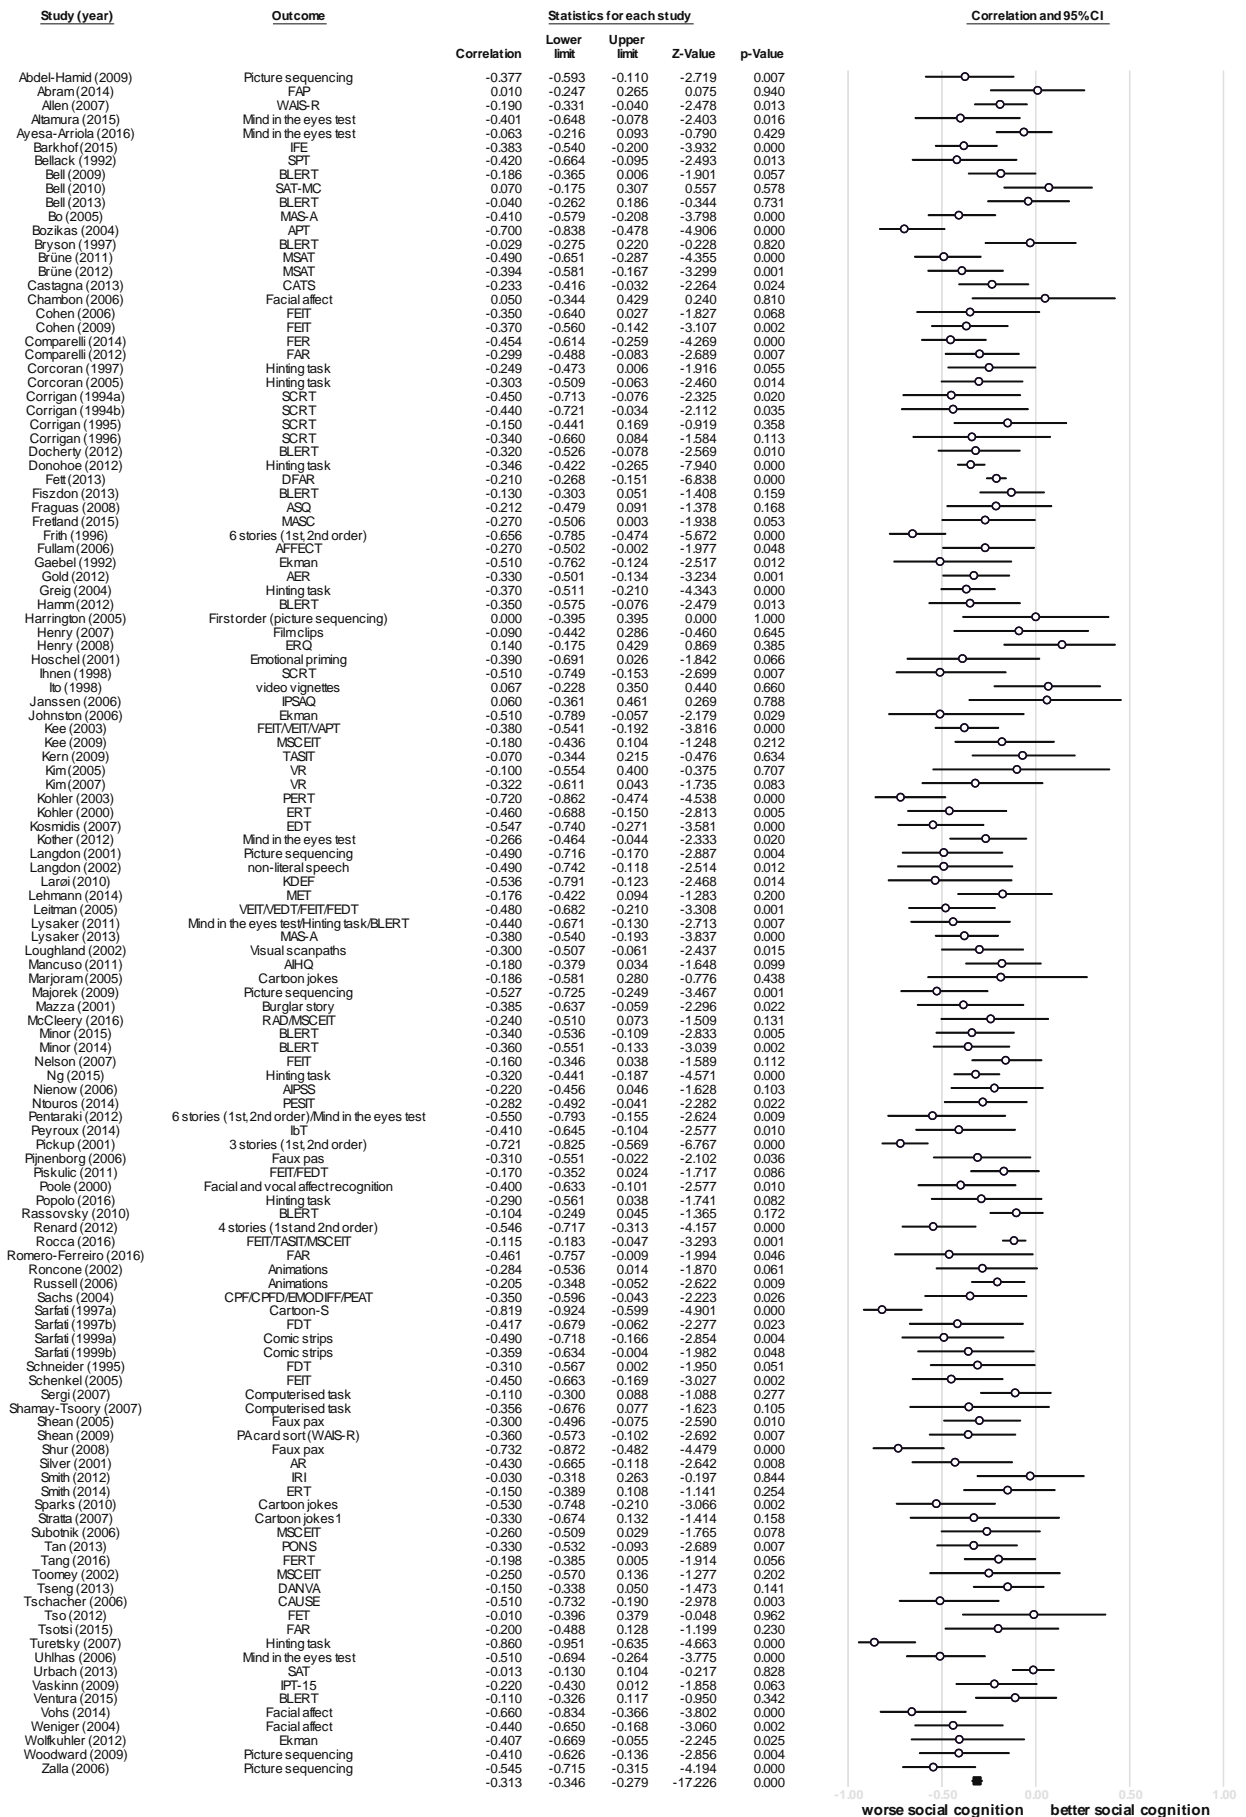 Study (year) Outcome Statistics for each study Correlation and 95%CI
Correlation Lower limit Upper limit Z-Value p-Value
Abdel-Hamid (2009) Picture sequencing -0.377 -0.593 -0.110 -2.719 0.007
Abram (2014) FAP 0.010 -0.247 0.265 0.075 0.940
Allen (2007) WAIS-R -0.190 -0.331 -0.040 -2.478 0.013
Altamura (2015) Mind in the eyes test -0.401 -0.648 -0.078 -2.403 0.016
Ayesa-Arriola (2016) Mind in the eyes test -0.063 -0.216 0.093 -0.790 0.429
Barkhof (2015) IFE -0.383 -0.540 -0.200 -3.932 0.000
Bellack (1992) SPT -0.420 -0.664 -0.095 -2.493 0.013
Bell (2009) BLERT -0.186 -0.365 0.006 -1.901 0.057
Bell (2010) SAT-MC 0.070 -0.175 0.307 0.557 0.578
Bell (2013) BLERT -0.040 -0.262 0.186 -0.344 0.731
Bo (2005) MAS-A -0.410 -0.579 -0.208 -3.798 0.000
Bozikas (2004) APT -0.700 -0.838 -0.478 -4.906 0.000
Bryson (1997) BLERT -0.029 -0.275 0.220 -0.228 0.820
Brüne (2011) MSAT -0.490 -0.651 -0.287 -4.355 0.000
Brüne (2012) MSAT -0.394 -0.581 -0.167 -3.299 0.001
Castagna (2013) CATS -0.233 -0.416 -0.032 -2.264 0.024
Chambon (2006) Facial affect 0.050 -0.344 0.429 0.240 0.810
Cohen (2006) FEIT -0.350 -0.640 0.027 -1.827 0.068
Cohen (2009) FEIT -0.370 -0.560 -0.142 -3.107 0.002
Comparelli (2014) FER -0.454 -0.614 -0.259 -4.269 0.000
Comparelli (2012) FAR -0.299 -0.488 -0.083 -2.689 0.007
Corcoran (1997) Hinting task -0.249 -0.473 0.006 -1.916 0.055
Corcoran (2005) Hinting task -0.303 -0.509 -0.063 -2.460 0.014
Corrigan (1994a) SCRT -0.450 -0.713 -0.076 -2.325 0.020
Corrigan (1994b) SCRT -0.440 -0.721 -0.034 -2.112 0.035
Corrigan (1995) SCRT -0.150 -0.441 0.169 -0.919 0.358
Corrigan (1996) SCRT -0.340 -0.660 0.084 -1.584 0.113
Docherty (2012) BLERT -0.320 -0.526 -0.078 -2.569 0.010
Donohoe (2012) Hinting task -0.346 -0.422 -0.265 -7.940 0.000
Fett (2013) DFAR -0.210 -0.268 -0.151 -6.838 0.000
Fiszdon (2013) BLERT -0.130 -0.303 0.051 -1.408 0.159
Fraguas (2008) ASQ -0.212 -0.479 0.091 -1.378 0.168
Fretland (2015) MASC -0.270 -0.506 0.003 -1.938 0.053
Frith (1996) 6 stories (1st, 2nd order) -0.656 -0.785 -0.474 -5.672 0.000
Fullam (2006) AFFECT -0.270 -0.502 -0.002 -1.977 0.048
Gaebel (1992) Ekman -0.510 -0.762 -0.124 -2.517 0.012
Gold (2012) AER -0.330 -0.501 -0.134 -3.234 0.001
Greig (2004) Hinting task -0.370 -0.511 -0.210 -4.343 0.000
Hamm (2012) BLERT -0.350 -0.575 -0.076 -2.479 0.013
Harrington (2005) First order (picture sequencing) 0.000 -0.395 0.395 0.000 1.000
Henry (2007) Film clips -0.090 -0.442 0.286 -0.460 0.645
Henry (2008) ERQ 0.140 -0.175 0.429 0.869 0.385
Hoschel (2001) Emotional priming -0.390 -0.691 0.026 -1.842 0.066
Ihnen (1998) SCRT -0.510 -0.749 -0.153 -2.699 0.007
Ito (1998) video vignettes 0.067 -0.228 0.350 0.440 0.660
Janssen (2006) IPSAQ 0.060 -0.361 0.461 0.269 0.788
Johnston (2006) Ekman -0.510 -0.789 -0.057 -2.179 0.029
Kee (2003) FEIT/VEIT/VAPT -0.380 -0.541 -0.192 -3.816 0.000
Kee (2009) MSCEIT -0.180 -0.436 0.104 -1.248 0.212
Kern (2009) TASIT -0.070 -0.344 0.215 -0.476 0.634
Kim (2005) VR -0.100 -0.554 0.400 -0.375 0.707
Kim (2007) VR -0.322 -0.611 0.043 -1.735 0.083
Kohler (2003) PERT -0.720 -0.862 -0.474 -4.538 0.000
Kohler (2000) ERT -0.460 -0.688 -0.150 -2.813 0.005
Kosmidis (2007) EDT -0.547 -0.740 -0.271 -3.581 0.000
Kother (2012) Mind in the eyes test -0.266 -0.464 -0.044 -2.333 0.020
Langdon (2001) Picture sequencing -0.490 -0.716 -0.170 -2.887 0.004
Langdon (2002) non-literal speech -0.490 -0.742 -0.118 -2.514 0.012
Larøi (2010) KDEF -0.536 -0.791 -0.123 -2.468 0.014
Lehmann (2014) MET -0.176 -0.422 0.094 -1.283 0.200
Leitman (2005) VEIT/VEDT/FEIT/FEDT -0.480 -0.682 -0.210 -3.308 0.001
Lysaker (2011) Mind in the eyes test/Hinting task/BLERT -0.440 -0.671 -0.130 -2.713 0.007
Lysaker (2013) MAS-A -0.380 -0.540 -0.193 -3.837 0.000
Loughland (2002) Visual scanpaths -0.300 -0.507 -0.061 -2.437 0.015
Mancuso (2011) AIHQ -0.180 -0.379 0.034 -1.648 0.099
Marjoram (2005) Cartoon jokes -0.186 -0.581 0.280 -0.776 0.438
Majorek (2009) Picture sequencing -0.527 -0.725 -0.249 -3.467 0.001
Mazza (2001) Burglar story -0.385 -0.637 -0.059 -2.296 0.022
McCleery (2016) RAD/MSCEIT -0.240 -0.510 0.073 -1.509 0.131
Minor (2015) BLERT -0.340 -0.536 -0.109 -2.833 0.005
Minor (2014) BLERT -0.360 -0.551 -0.133 -3.039 0.002
Nelson (2007) FEIT -0.160 -0.346 0.038 -1.589 0.112
Ng (2015) Hinting task -0.320 -0.441 -0.187 -4.571 0.000
Nienow (2006) AIPSS -0.220 -0.456 0.046 -1.628 0.103
Ntouros (2014) PESIT -0.282 -0.492 -0.041 -2.282 0.022
Pentaraki (2012) 6 stories (1st, 2nd order)/Mind in the eyes test -0.550 -0.793 -0.155 -2.624 0.009
Peyroux (2014) IbT -0.410 -0.645 -0.104 -2.577 0.010
Pickup (2001) 3 stories (1st, 2nd order) -0.721 -0.825 -0.569 -6.767 0.000
Pijnenborg (2006) Faux pas -0.310 -0.551 -0.022 -2.102 0.036
Piskulic (2011) FEIT/FEDT -0.170 -0.352 0.024 -1.717 0.086
Poole (2000) Facial and vocal affect recognition -0.400 -0.633 -0.101 -2.577 0.010
Popolo (2016) Hinting task -0.290 -0.561 0.038 -1.741 0.082
Rassovsky (2010) BLERT -0.104 -0.249 0.045 -1.365 0.172
Renard (2012) 4 stories (1st and 2nd order) -0.546 -0.717 -0.313 -4.157 0.000
Rocca (2016) FEIT/TASIT/MSCEIT -0.115 -0.183 -0.047 -3.293 0.001
Romero-Ferreiro (2016) FAR -0.461 -0.757 -0.009 -1.994 0.046
Roncone (2002) Animations -0.284 -0.536 0.014 -1.870 0.061
Russell (2006) Animations -0.205 -0.348 -0.052 -2.622 0.009
Sachs (2004) CPF/CPFD/EMODIFF/PEAT -0.350 -0.596 -0.043 -2.223 0.026
Sarfati (1997a) Cartoon-S -0.819 -0.924 -0.599 -4.901 0.000
Sarfati (1997b) FDT -0.417 -0.679 -0.062 -2.277 0.023
Sarfati (1999a) Comic strips -0.490 -0.718 -0.166 -2.854 0.004
Sarfati (1999b) Comic strips -0.359 -0.634 -0.004 -1.982 0.048
Schneider (1995) FDT -0.310 -0.567 0.002 -1.950 0.051
Schenkel (2005) FEIT -0.450 -0.663 -0.169 -3.027 0.002
Sergi (2007) Computerised task -0.110 -0.300 0.088 -1.088 0.277
Shamay-Tsoory (2007) Computerised task -0.356 -0.676 0.077 -1.623 0.105
Shean (2005) Faux pax -0.300 -0.496 -0.075 -2.590 0.010
Shean (2009) PA card sort (WAIS-R) -0.360 -0.573 -0.102 -2.692 0.007
Shur (2008) Faux pax -0.732 -0.872 -0.482 -4.479 0.000
Silver (2001) AR -0.430 -0.665 -0.118 -2.642 0.008
Smith (2012) IRI -0.030 -0.318 0.263 -0.197 0.844
Smith (2014) ERT -0.150 -0.389 0.108 -1.141 0.254
Sparks (2010) Cartoon jokes -0.530 -0.748 -0.210 -3.066 0.002
Stratta (2007) Cartoon jokes1 -0.330 -0.674 0.132 -1.414 0.158
Subotnik (2006) MSCEIT -0.260 -0.509 0.029 -1.765 0.078
Tan (2013) PONS -0.330 -0.532 -0.093 -2.689 0.007
Tang (2016) FERT -0.198 -0.385 0.005 -1.914 0.056
Toomey (2002) MSCEIT -0.250 -0.570 0.136 -1.277 0.202
Tseng (2013) DANVA -0.150 -0.338 0.050 -1.473 0.141
Tschacher (2006) CAUSE -0.510 -0.732 -0.190 -2.978 0.003
Tso (2012) FET -0.010 -0.396 0.379 -0.048 0.962
Tsotsi (2015) FAR -0.200 -0.488 0.128 -1.199 0.230
Turetsky (2007) Hinting task -0.860 -0.951 -0.635 -4.663 0.000
Uhlhas (2006) Mind in the eyes test -0.510 -0.694 -0.264 -3.775 0.000
Urbach (2013) SAT -0.013 -0.130 0.104 -0.217 0.828
Vaskinn (2009) IPT-15 -0.220 -0.430 0.012 -1.858 0.063
Ventura (2015) BLERT -0.110 -0.326 0.117 -0.950 0.342
Vohs (2014) Facial affect -0.660 -0.834 -0.366 -3.802 0.000
Weniger (2004) Facial affect -0.440 -0.650 -0.168 -3.060 0.002
Wolfkuhler (2012) Ekman -0.407 -0.669 -0.055 -2.245 0.025
Woodward (2009) Picture sequencing -0.410 -0.626 -0.136 -2.856 0.004
Zalla (2006) Picture sequencing -0.545 -0.715 -0.315 -4.194 0.000
-0.313 -0.346 -0.279 -17.226 0.000
-1.00 -0.50 0.00 0.50 1.00
worse social cognition better social cognition